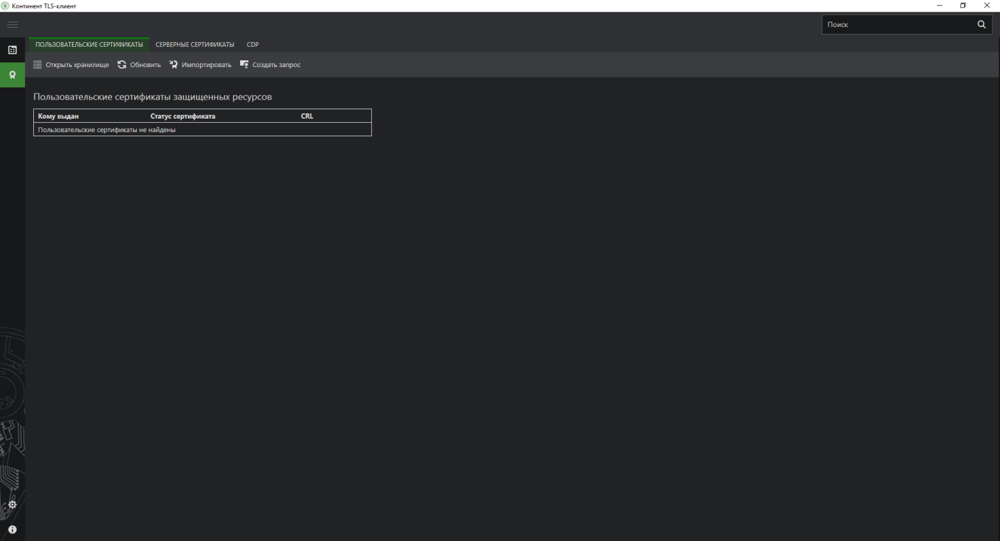 Континент TLS-клиент
Поиск
ПОЛЬЗОВАТЕЛЬСКИЕ СЕРТИФИКАТЫ СЕРВЕРНЫЕ СЕРТИФИКАТЫ CDP
Открыть хранилище Обновить Импортировать Создать запрос
Пользовательские сертификаты защищенных ресурсов
Кому выдан Статус сертификата CRL
Пользовательские сертификаты не найдены